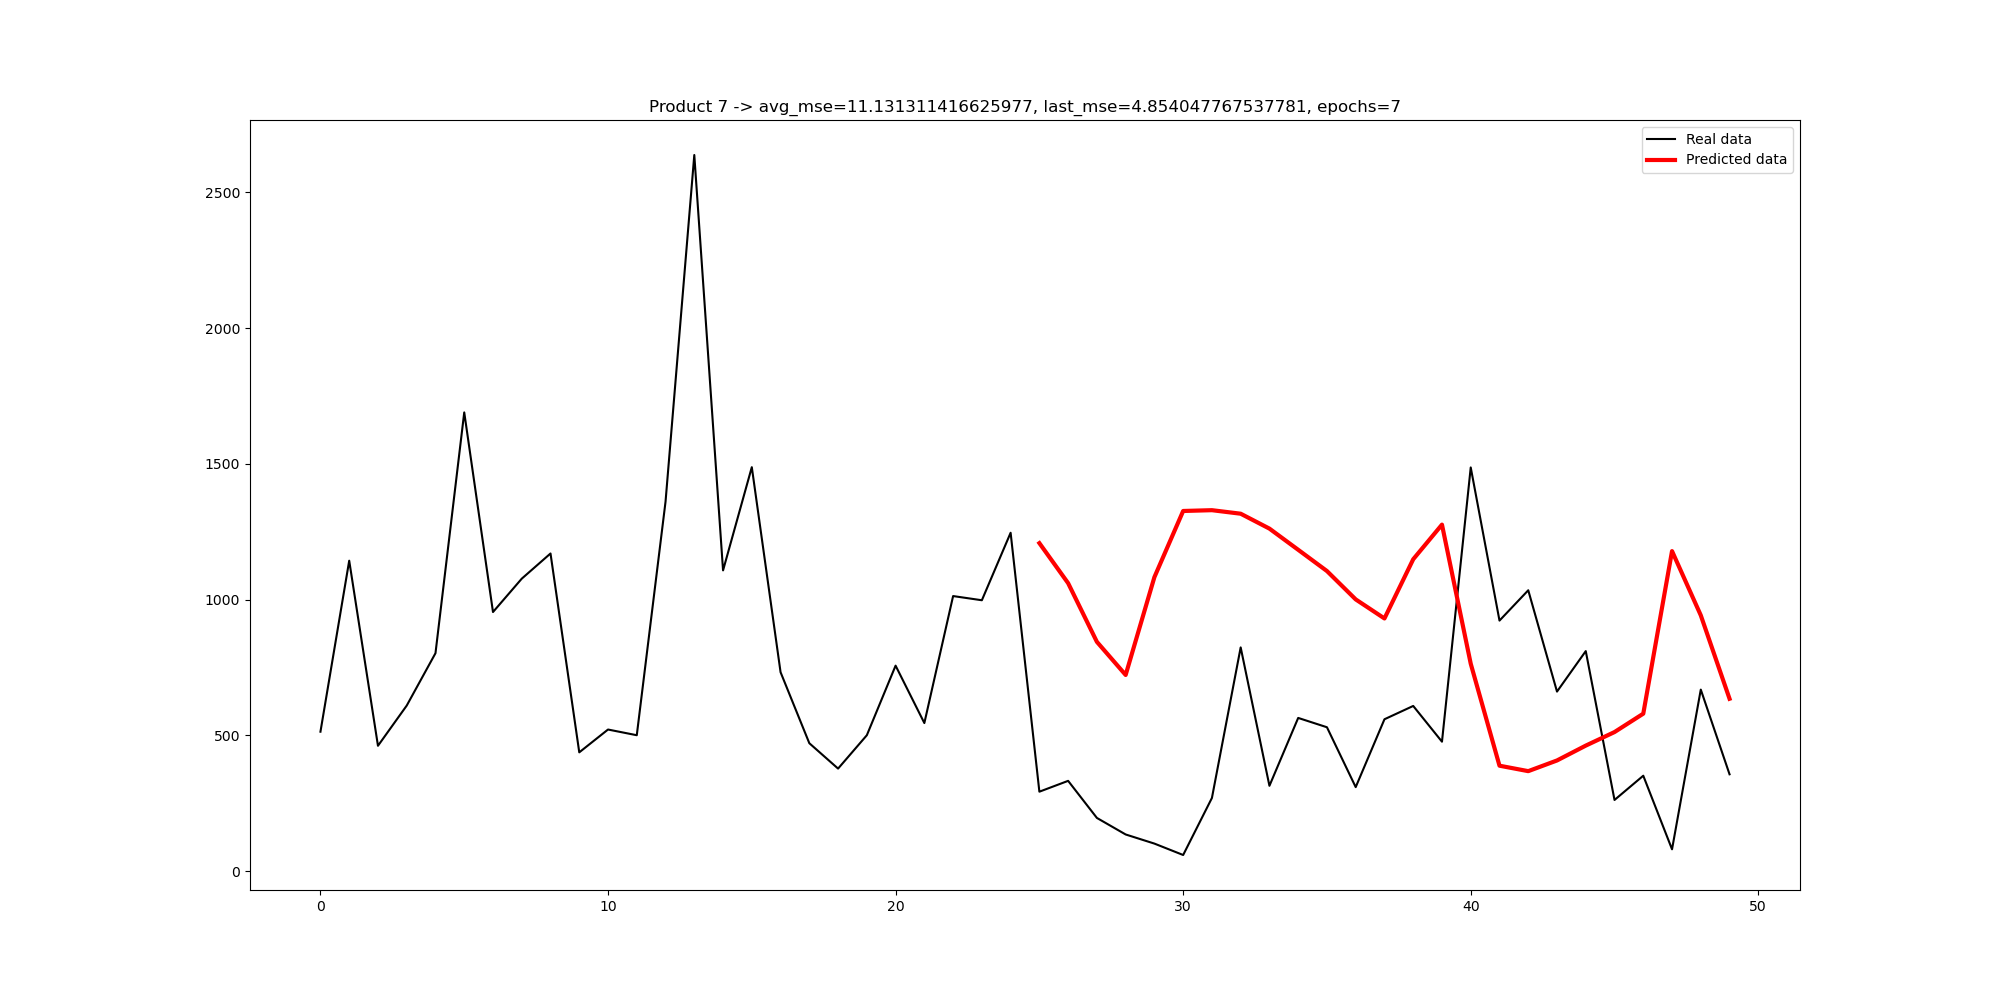 Product 7 -> avg_mse=11.131311416625977, last_mse=4.854047767537781, epochs=7
Real data
Predicted data
2500
2000
1500
1000
500
0
0 10 20 30 40 50